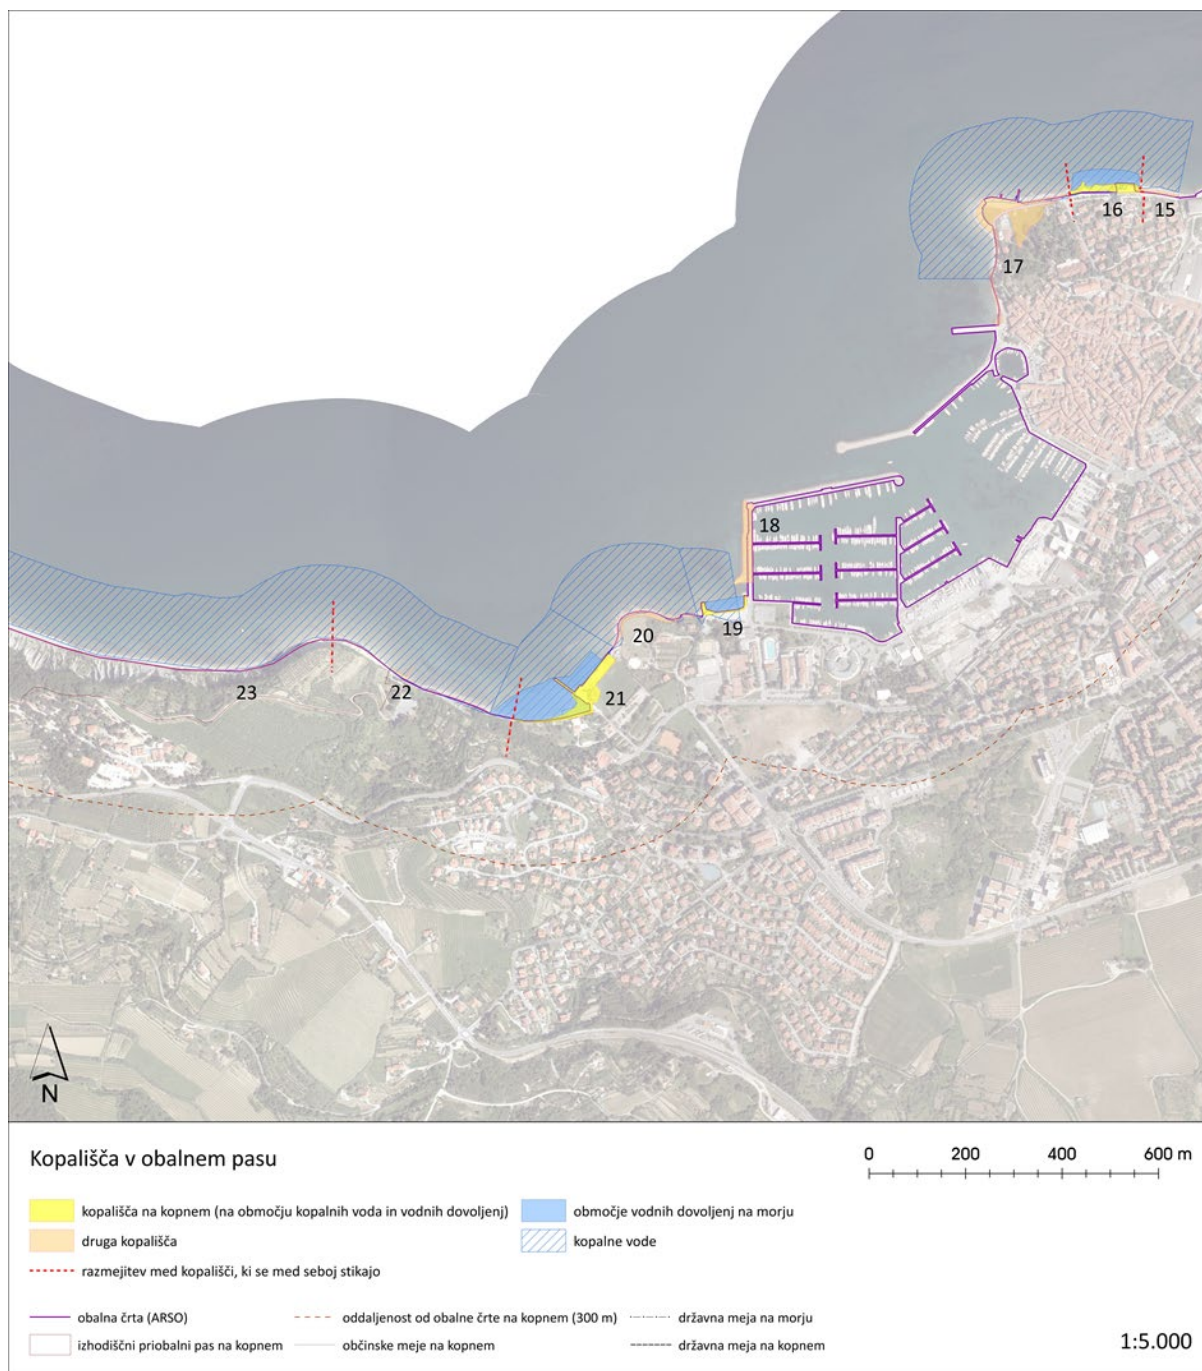 16
15
17
18
19
20
21
22
23
N
Kopališča v obalnem pasu
0 200 400 600 m
kopališča na kopnem (na območju kopalnih voda in vodnih dovoljenj)
območje vodnih dovoljenj na morju
druga kopališča
kopalne vode
razmejitev med kopališči, ki se med seboj stikajo
obalna črta (ARSO)
oddaljenost od obalne črte na kopnem (300 m)
državna meja na morju
izhodiščni priobalni pas na kopnem
občinske meje na kopnem
državna meja na kopnem
1:5.000